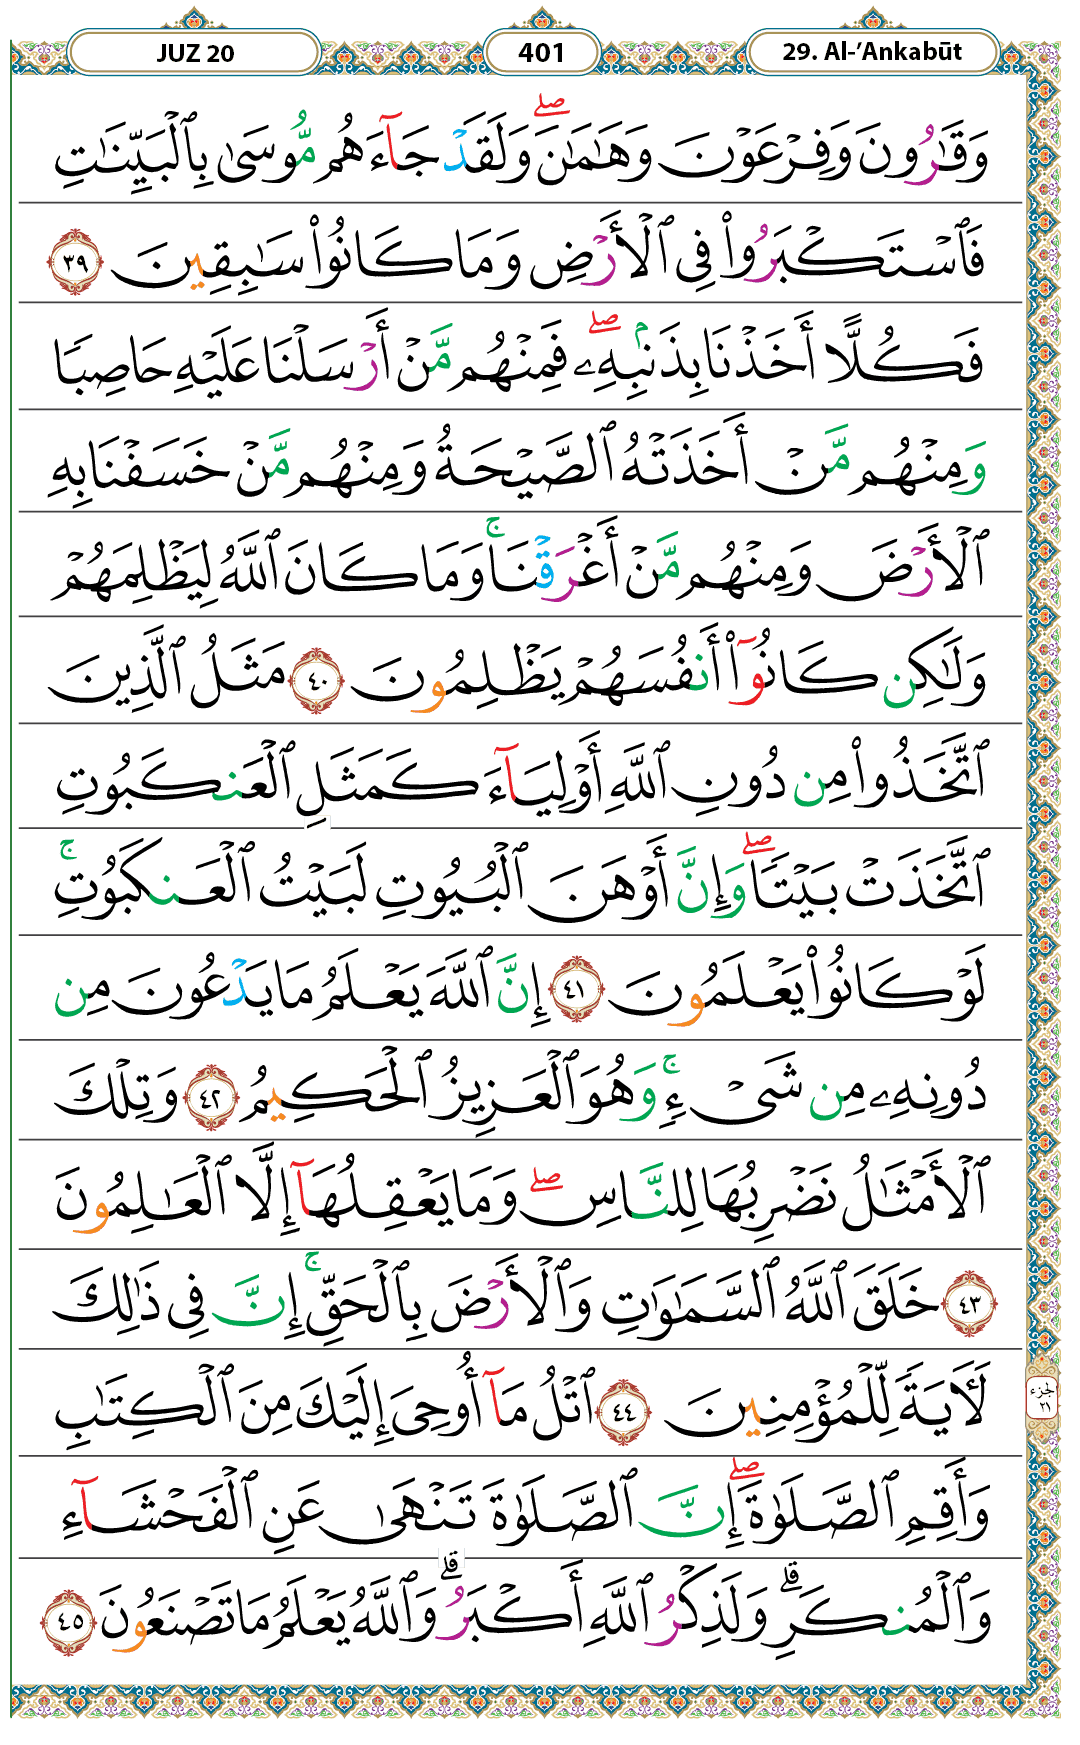 JUZ 20
401
29. Al-’Ankabūt
وَقَٰرُونَ وَفِرْعَوْنَ وَهَٰمَٰنَ ۖ وَلَقَدْ جَآءَهُم مُّوسَىٰ بِٱلْبَيِّنَٰتِ
فَٱسْتَكْبَرُوا۟ فِى ٱلْأَرْضِ وَمَا كَانُوا۟ سَٰبِقِينَ ٣٩
فَكُلًّا أَخَذْنَا بِذَنۢبِهِۦ ۖ فَمِنْهُم مَّنْ أَرْسَلْنَا عَلَيْهِ حَاصِبًا
وَمِنْهُم مَّنْ أَخَذَتْهُ ٱلصَّيْحَةُ وَمِنْهُم مَّنْ خَسَفْنَا بِهِ
ٱلْأَرْضَ وَمِنْهُم مَّنْ أَغْرَقْنَا ۚ وَمَا كَانَ ٱللَّهُ لِيَظْلِمَهُمْ
وَلَٰكِن كَانُوٓا۟ أَنفُسَهُمْ يَظْلِمُونَ ٤٠ مَثَلُ ٱلَّذِينَ
ٱتَّخَذُوا۟ مِن دُونِ ٱللَّهِ أَوْلِيَآءَ كَمَثَلِ ٱلْعَنكَبُوتِ
ٱتَّخَذَتْ بَيْتًا ۖ وَإِنَّ أَوْهَنَ ٱلْبُيُوتِ لَبَيْتُ ٱلْعَنكَبُوتِ ۚ
لَوْ كَانُوا۟ يَعْلَمُونَ ٤١ إِنَّ ٱللَّهَ يَعْلَمُ مَا يَدْعُونَ مِن
دُونِهِۦ مِن شَىْءٍ ۚ وَهُوَ ٱلْعَزِيزُ ٱلْحَكِيمُ ٤٢ وَتِلْكَ
ٱلْأَمْثَٰلُ نَضْرِبُهَا لِلنَّاسِ ۖ وَمَا يَعْقِلُهَآ إِلَّا ٱلْعَٰلِمُونَ
٤٣ خَلَقَ ٱللَّهُ ٱلسَّمَٰوَٰتِ وَٱلْأَرْضَ بِٱلْحَقِّ ۚ إِنَّ فِى ذَٰلِكَ
لَءَايَةً لِّلْمُؤْمِنِينَ ٤٤ ٱتْلُ مَآ أُوحِىَ إِلَيْكَ مِنَ ٱلْكِتَٰبِ
الجزء
٢١
وَأَقِمِ ٱلصَّلَوٰةَ ۖ إِنَّ ٱلصَّلَوٰةَ تَنْهَىٰ عَنِ ٱلْفَحْشَآءِ
وَٱلْمُنكَرِ ۗ وَلَذِكْرُ ٱللَّهِ أَكْبَرُ ۗ وَٱللَّهُ يَعْلَمُ مَا تَصْنَعُونَ ٤٥